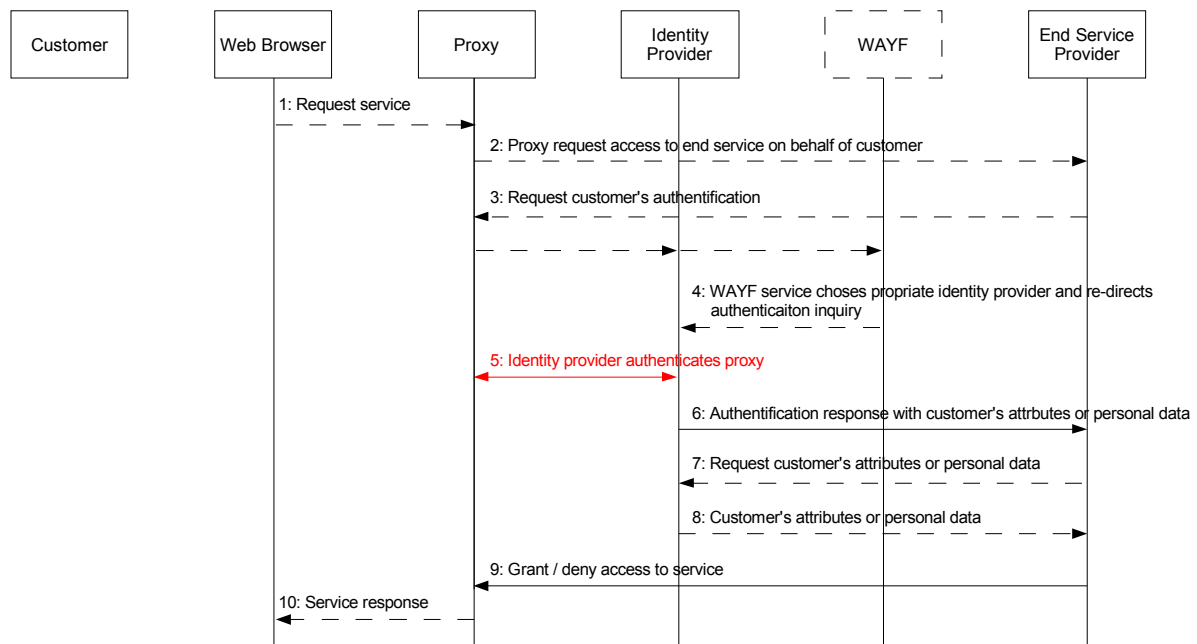 Customer
Web Browser
Proxy
Identity
Provider
WAYF
End Service
Provider
1: Request service
2: Proxy request access to end service on behalf of customer
3: Request customer's authentification
4: WAYF service choses propriate identity provider and re-directs
authenticaiton inquiry
5: Identity provider authenticates proxy
6: Authentification response with customer's attrbutes or personal data
7: Request customer's attributes or personal data
8: Customer's attributes or personal data
9: Grant / deny access to service
10: Service response